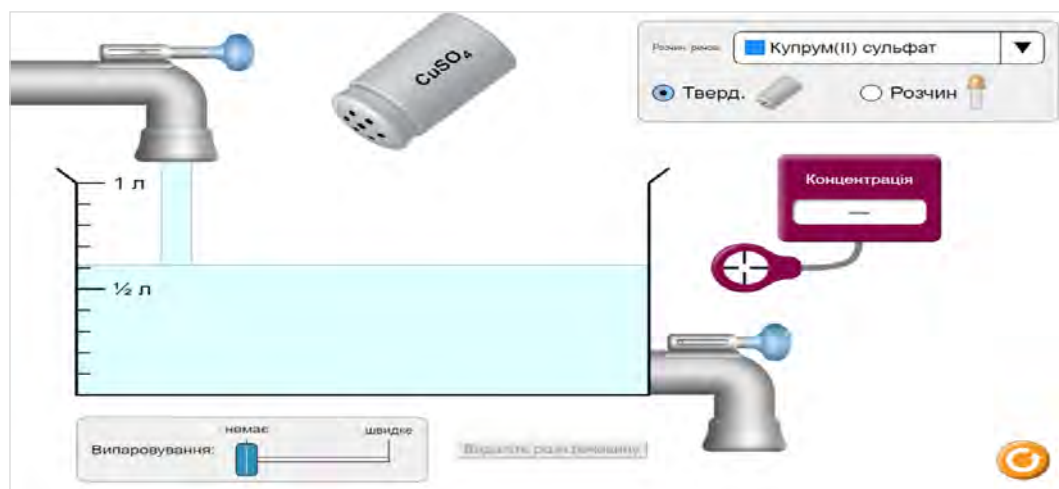 CuSO₄
Купрум(II) сульфат
Тверд.
Розчин
1 л
½ л
Концентрація
—
немає
швидке
Випаровування: